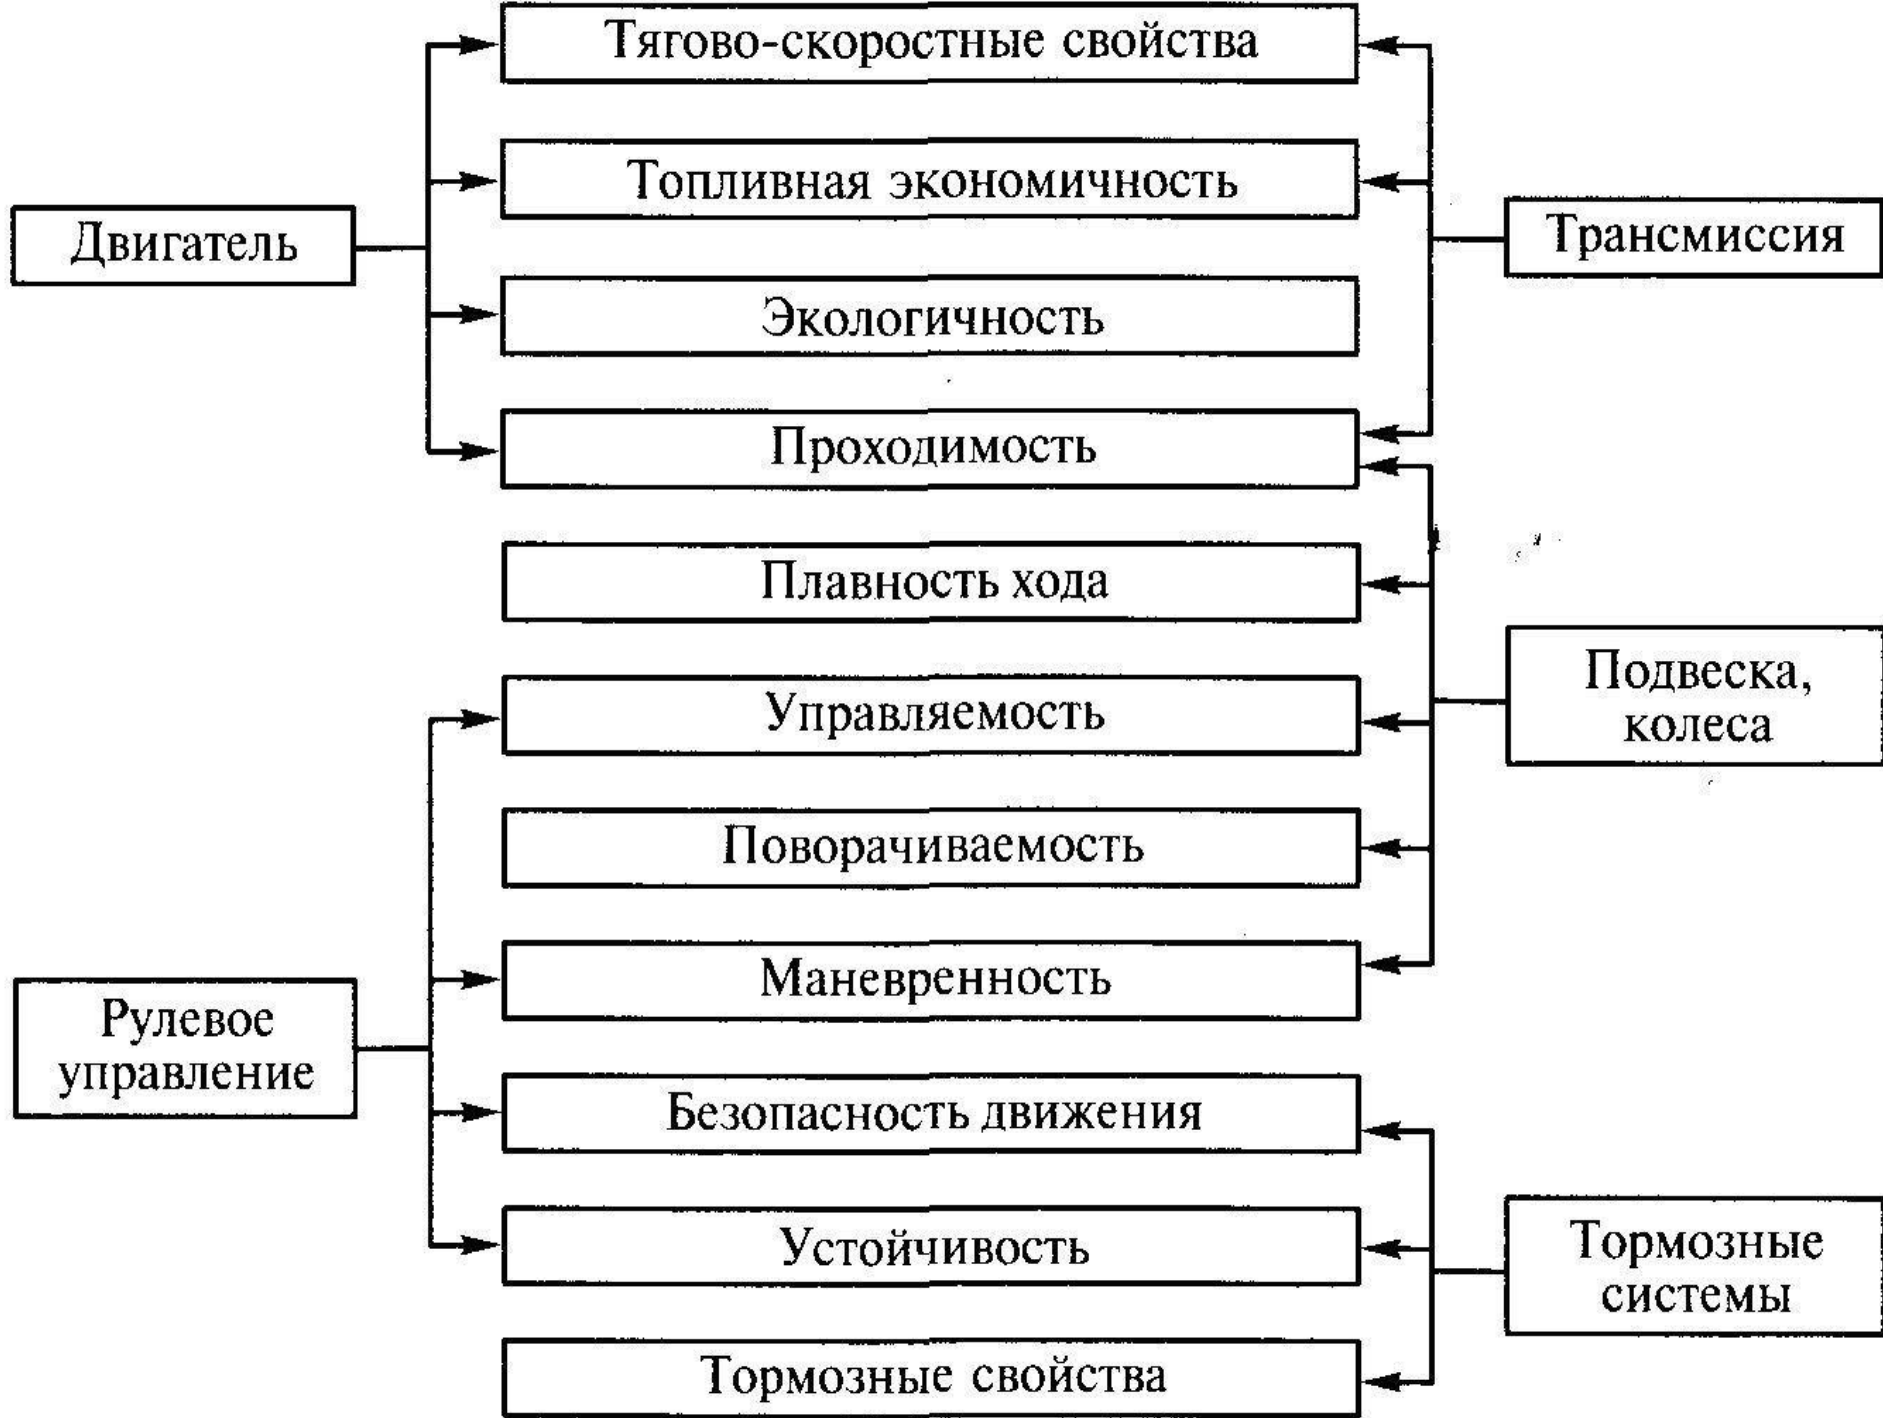 Тягово-скоростные свойства
Топливная экономичность
Двигатель
Трансмиссия
Экологичность
Проходимость
Плавность хода
Подвеска,
колеса
Управляемость
Поворачиваемость
Маневренность
Рулевое
управление
Безопасность движения
Устойчивость
Тормозные
системы
Тормозные свойства